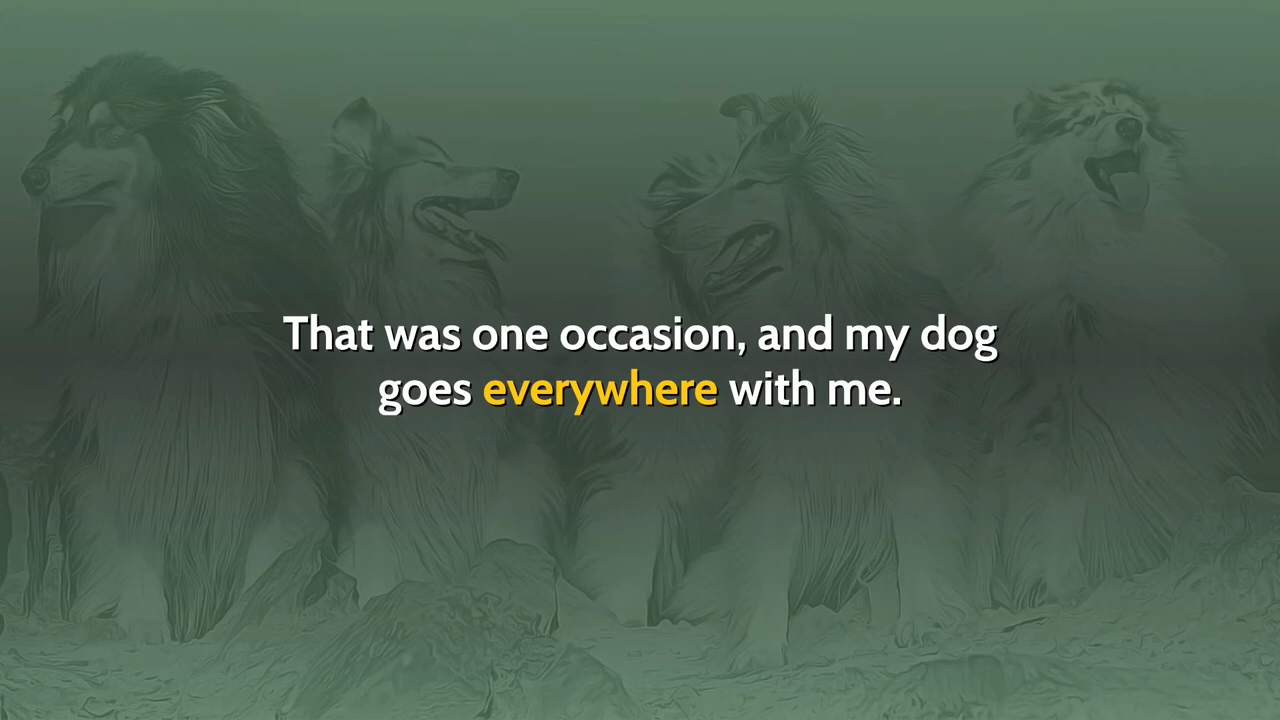 That was one occasion, and my dog
goes everywhere with me.